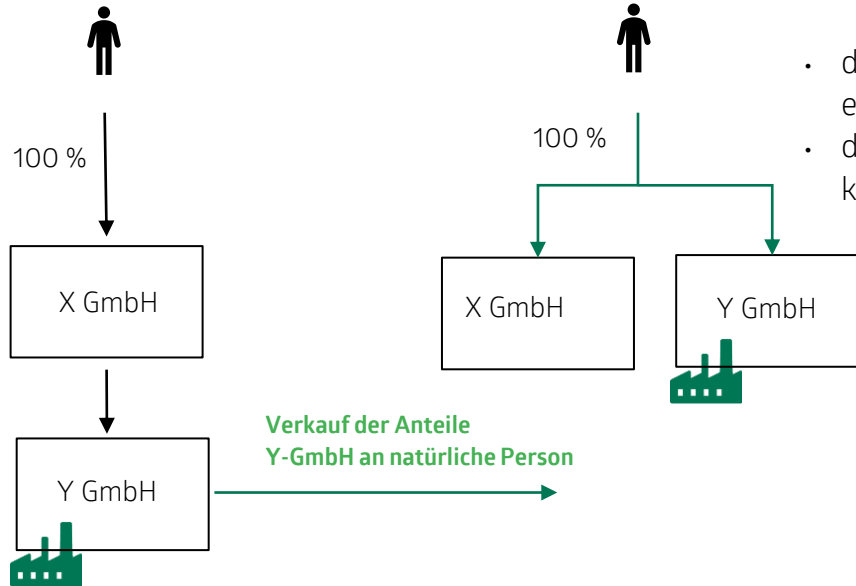 100 %
X GmbH
Y GmbH
Verkauf der Anteile
Y-GmbH an natürliche Person
100 %
X GmbH
Y GmbH